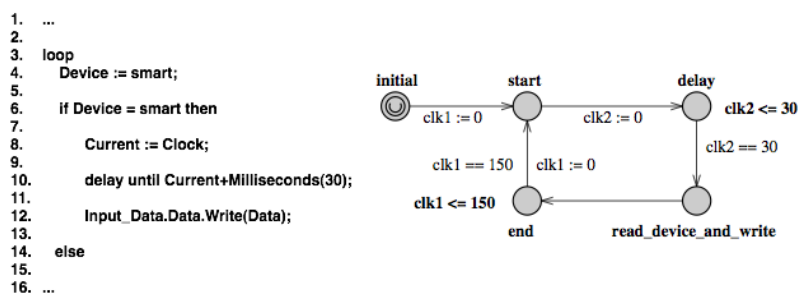 1. ...
2.
3. loop
4. Device := smart;
5.
6. if Device = smart then
7.
8. Current := Clock;
9.
10. delay until Current+Milliseconds(30);
11.
12. Input_Data.Data.Write(Data);
13.
14. else
15.
16. ...
initial
start
delay
clk1 := 0
clk2 := 0
clk2 <= 30
clk2 == 30
clk1 == 150
clk1 := 0
clk1 <= 150
end
read_device_and_write